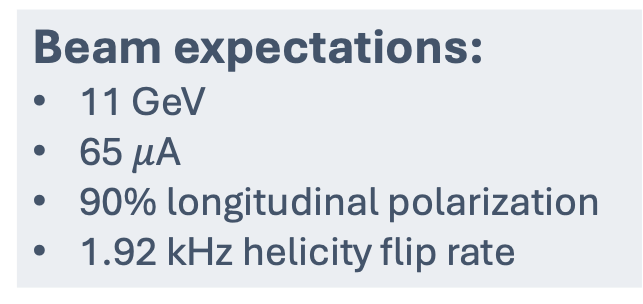 Beam expectations:
• 11 GeV
• 65 𝜇A
• 90% longitudinal polarization
• 1.92 kHz helicity flip rate